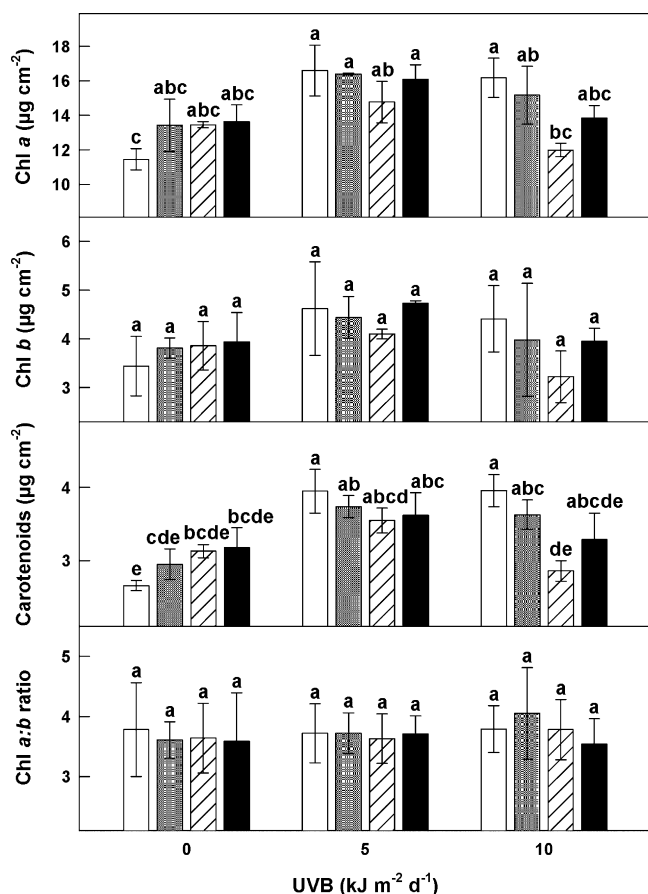 a
a
a
a
18
ab
a
ab
abc
abc abc
abc
16
c
14
bc
12
10
Chl a (µg cm⁻²)
6
a
a
a
a
a
a
a
a
a
a
a
a
5
4
3
Chl b (µg cm⁻²)
a
a
ab
abcd
abc
abc
abcde
4
cde
bcde
bcde
e
de
3
Carotenoids (µg cm⁻²)
5
a
a
a
a
a
a
a
a
a
a
a
a
4
3
Chl a:b ratio
0
5
10
UVB (kJ m⁻² d⁻¹)